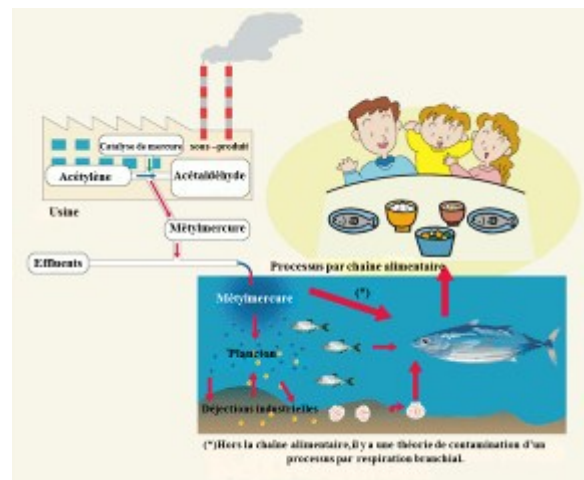 Catalyse de mercure
sous-produit
Acétylène
Acétaldéhyde
Usine
Métylmercure
Effluents
Processus par chaîne alimentaire
(*)
Métylmercure
Plancton
Déjections industrielles
(*)Hors la chaîne alimentaire,il y a une théorie de contamination d'un
processus par respiration branchial.